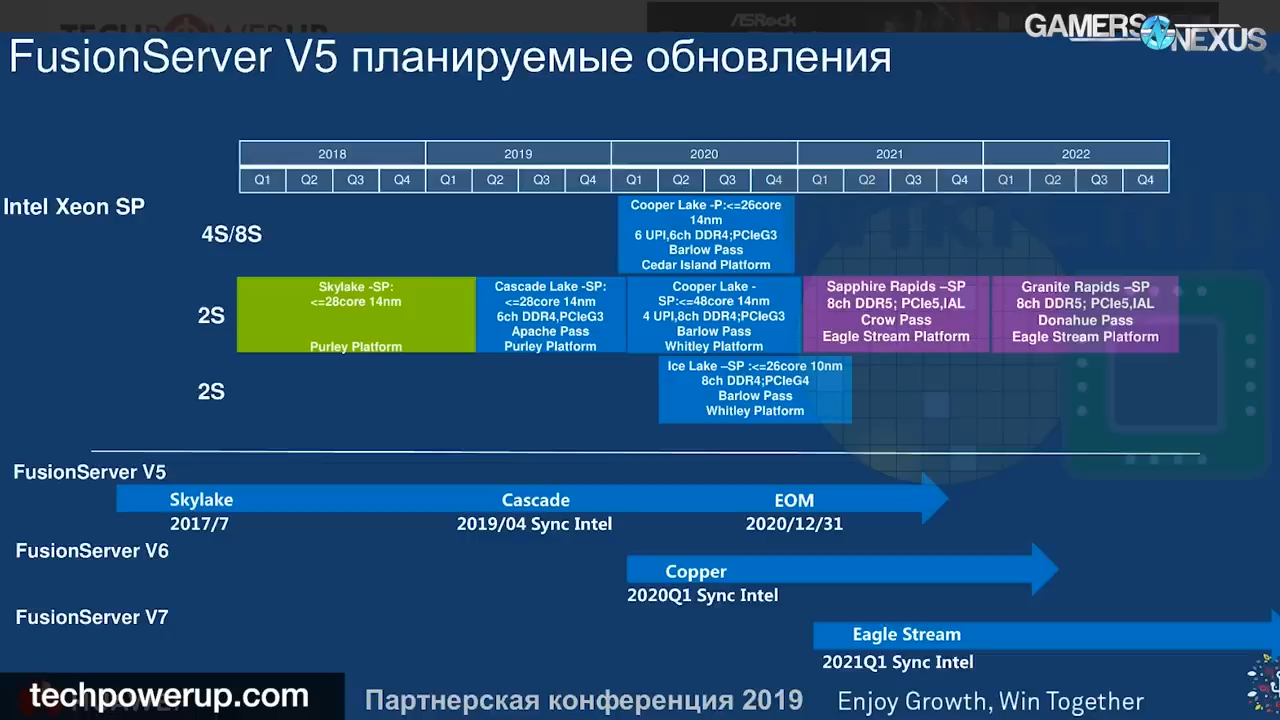 ASRock
GAMERS NEXUS
FusionServer V5 планируемые обновления
2018 2019 2020 2021 2022
Q1 Q2 Q3 Q4 Q1 Q2 Q3 Q4 Q1 Q2 Q3 Q4 Q1 Q2 Q3 Q4 Q1 Q2 Q3 Q4
Intel Xeon SP
4S/8S
Cooper Lake -P:<=26core
14nm
6 UPI,6ch DDR4;PCIeG3
Barlow Pass
Cedar Island Platform
2S
Skylake -SP:
<=28core 14nm
Purley Platform
Cascade Lake -SP:
<=28core 14nm
6ch DDR4,PCIeG3
Apache Pass
Purley Platform
Cooper Lake -
SP:<=48core 14nm
4 UPI,8ch DDR4;PCIeG3
Barlow Pass
Whitley Platform
Sapphire Rapids –SP
8ch DDR5; PCIe5,IAL
Crow Pass
Eagle Stream Platform
Granite Rapids –SP
8ch DDR5; PCIe5,IAL
Donahue Pass
Eagle Stream Platform
2S
Ice Lake –SP :<=26core 10nm
8ch DDR4;PCIeG4
Barlow Pass
Whitley Platform
FusionServer V5
Skylake Cascade EOM
2017/7 2019/04 Sync Intel 2020/12/31
FusionServer V6
Copper
2020Q1 Sync Intel
FusionServer V7
Eagle Stream
2021Q1 Sync Intel
techpowerup.com
Партнерская конференция 2019 Enjoy Growth, Win Together